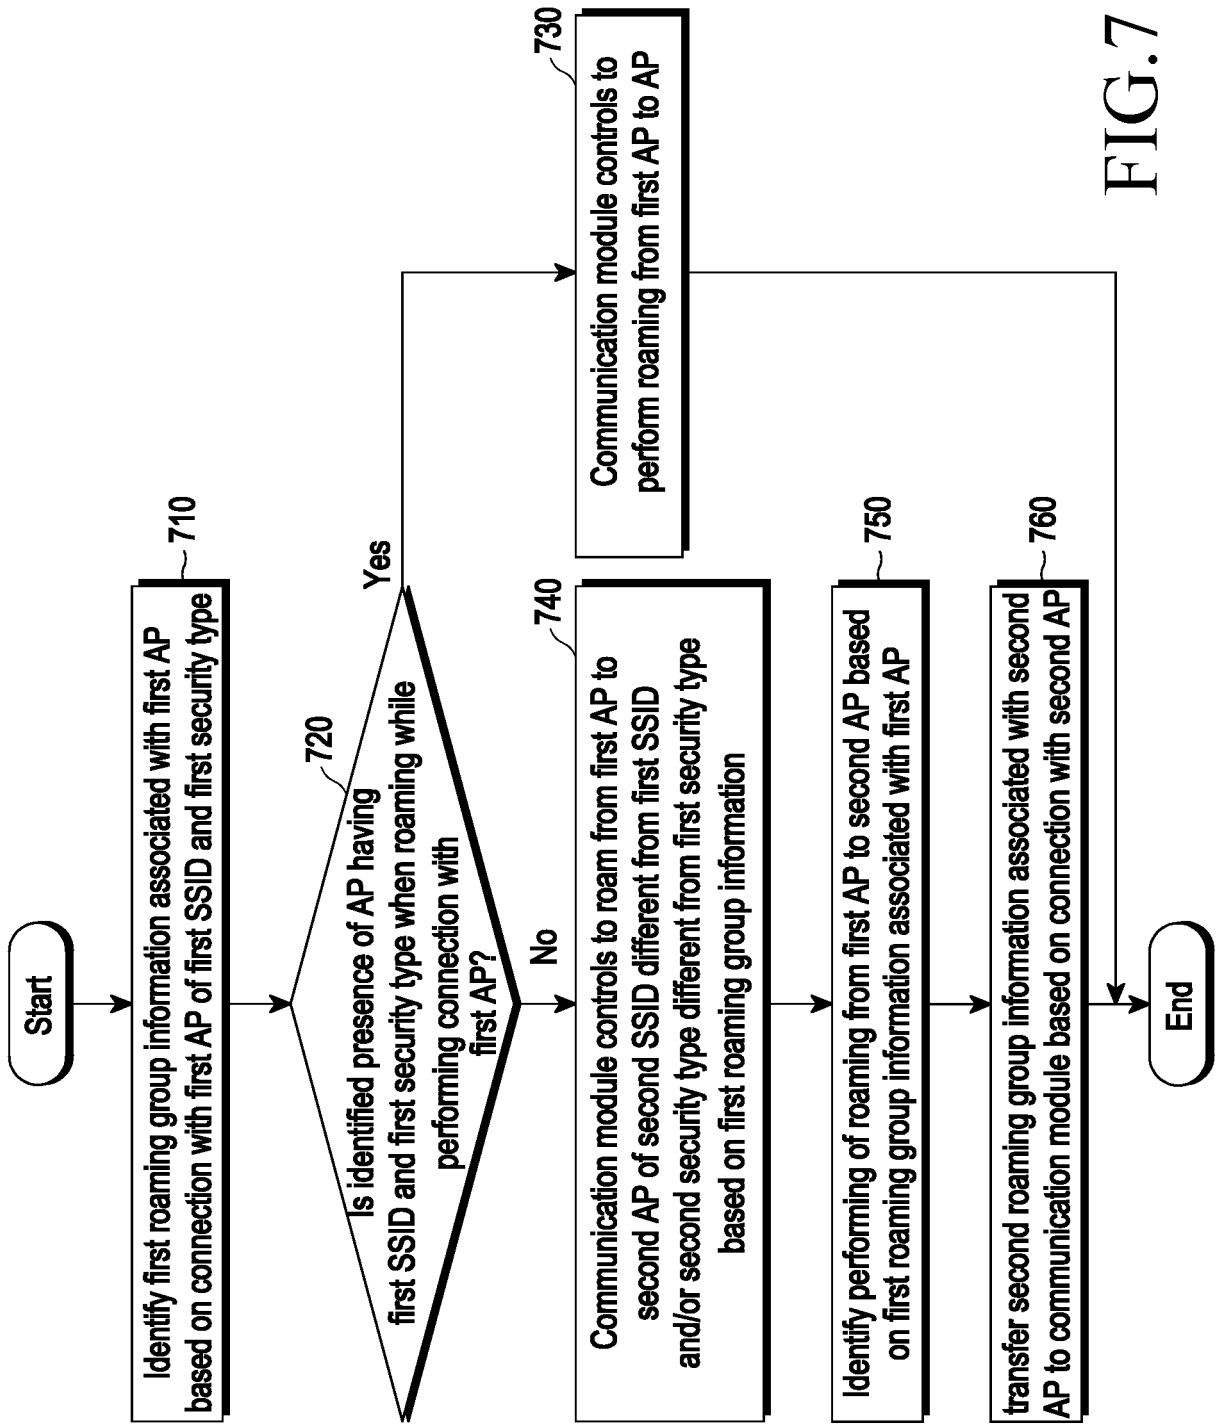 Start
710
Identify first roaming group information associated with first AP
based on connection with first AP of first SSID and first security type
720
Is identified presence of AP having
first SSID and first security type when roaming while
performing connection with
first AP?
Yes
No
730
Communication module controls to
perform roaming from first AP to AP
740
Communication module controls to roam from first AP to
second AP of second SSID different from first SSID
and/or second security type different from first security type
based on first roaming group information
750
Identify performing of roaming from first AP to second AP based
on first roaming group information associated with first AP
760
transfer second roaming group information associated with second
AP to communication module based on connection with second AP
End
FIG.7